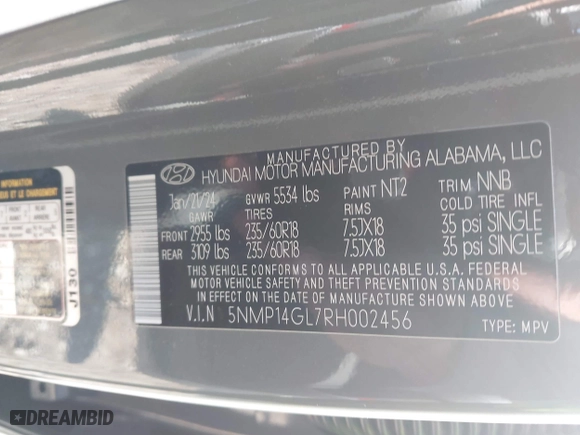 MANUFACTURED BY
HYUNDAI MOTOR MANUFACTURING ALABAMA, LLC
Jan/21/24 GVWR 5534 lbs PAINT NT2 TRIM NNB
GAWR TIRES RIMS COLD TIRE INFL
FRONT 2955 lbs 235/60R18 7.5JX18 35 psi SINGLE
REAR 3109 lbs 235/60R18 7.5JX18 35 psi SINGLE
THIS VEHICLE CONFORMS TO ALL APPLICABLE U.S.A. FEDERAL
MOTOR VEHICLE SAFETY AND THEFT PREVENTION STANDARDS
IN EFFECT ON THE DATE OF MANUFACTURE SHOWN ABOVE
V.I.N 5NMP14GL7RH002456 TYPE: MPV
J130
DREAMBID